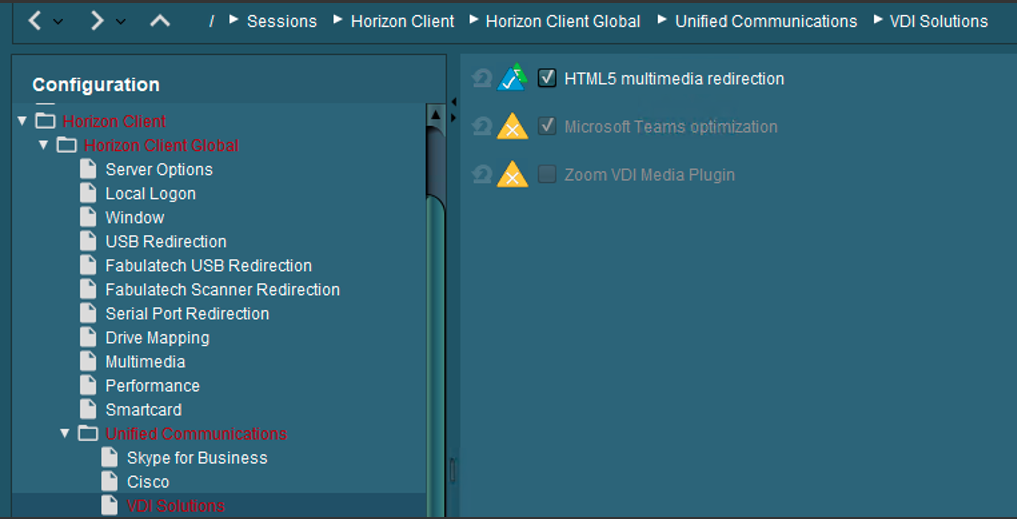 / Sessions Horizon Client Horizon Client Global Unified Communications VDI Solutions
Configuration
Horizon Client
Horizon Client Global
Server Options
Local Logon
Window
USB Redirection
Fabulatech USB Redirection
Fabulatech Scanner Redirection
Serial Port Redirection
Drive Mapping
Multimedia
Performance
Smartcard
Unified Communications
Skype for Business
Cisco
VDI Solutions
HTML5 multimedia redirection
Microsoft Teams optimization
Zoom VDI Media Plugin